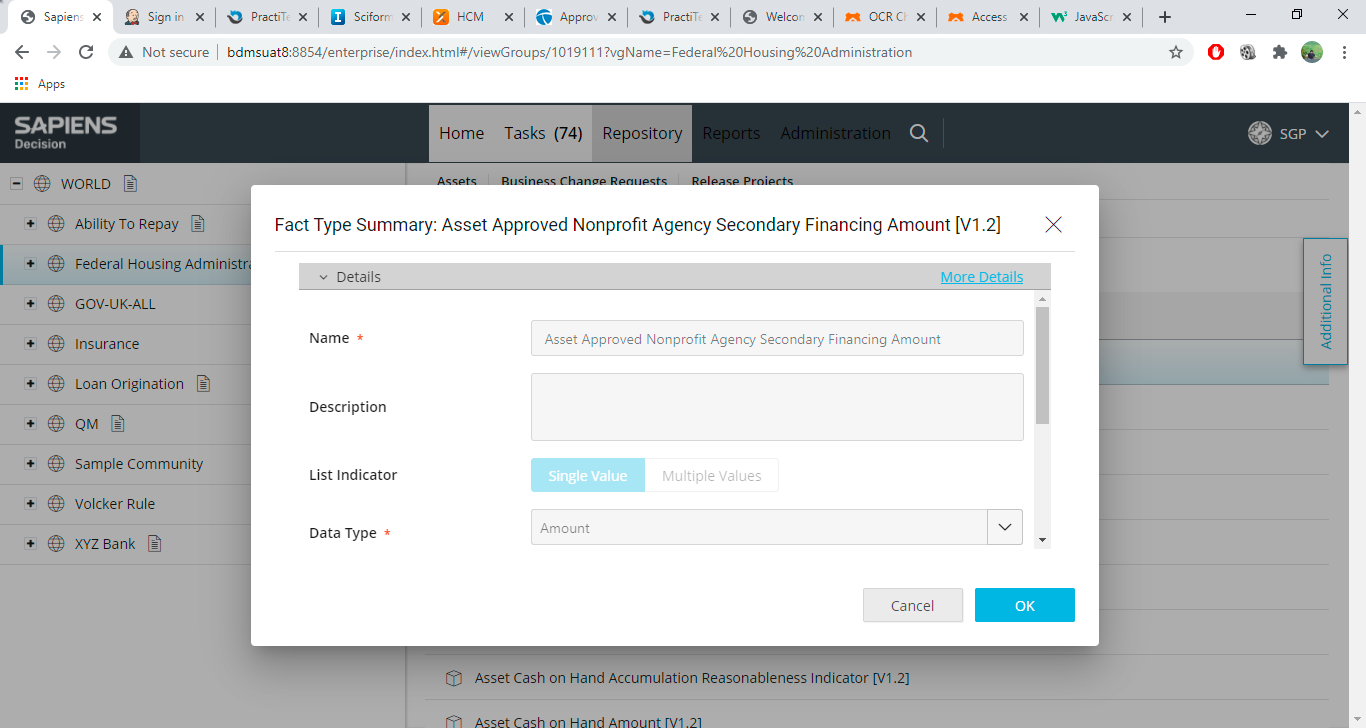 Sapiens
Sign in
PractiTe
Sciform
HCM
Approv
PractiTe
Welcon
OCR Ch
Access
JavaScr
Not secure
bdmsuat8:8854/enterprise/index.html#/viewGroups/1019111?vgName=Federal%20Housing%20Administration
Apps
SAPIENS
Decision
Home
Tasks (74)
Repository
Reports
Administration
SGP
WORLD
Ability To Repay
Federal Housing Administra
GOV-UK-ALL
Insurance
Loan Origination
QM
Sample Community
Volcker Rule
XYZ Bank
Assets
Business Change Requests
Release Projects
Additional Info
Fact Type Summary: Asset Approved Nonprofit Agency Secondary Financing Amount [V1.2]
Details
More Details
Name *
Asset Approved Nonprofit Agency Secondary Financing Amount
Description
List Indicator
Single Value
Multiple Values
Data Type *
Amount
Cancel
OK
Asset Cash on Hand Accumulation Reasonableness Indicator [V1.2]
Asset Cash on Hand Amount [V1.2]